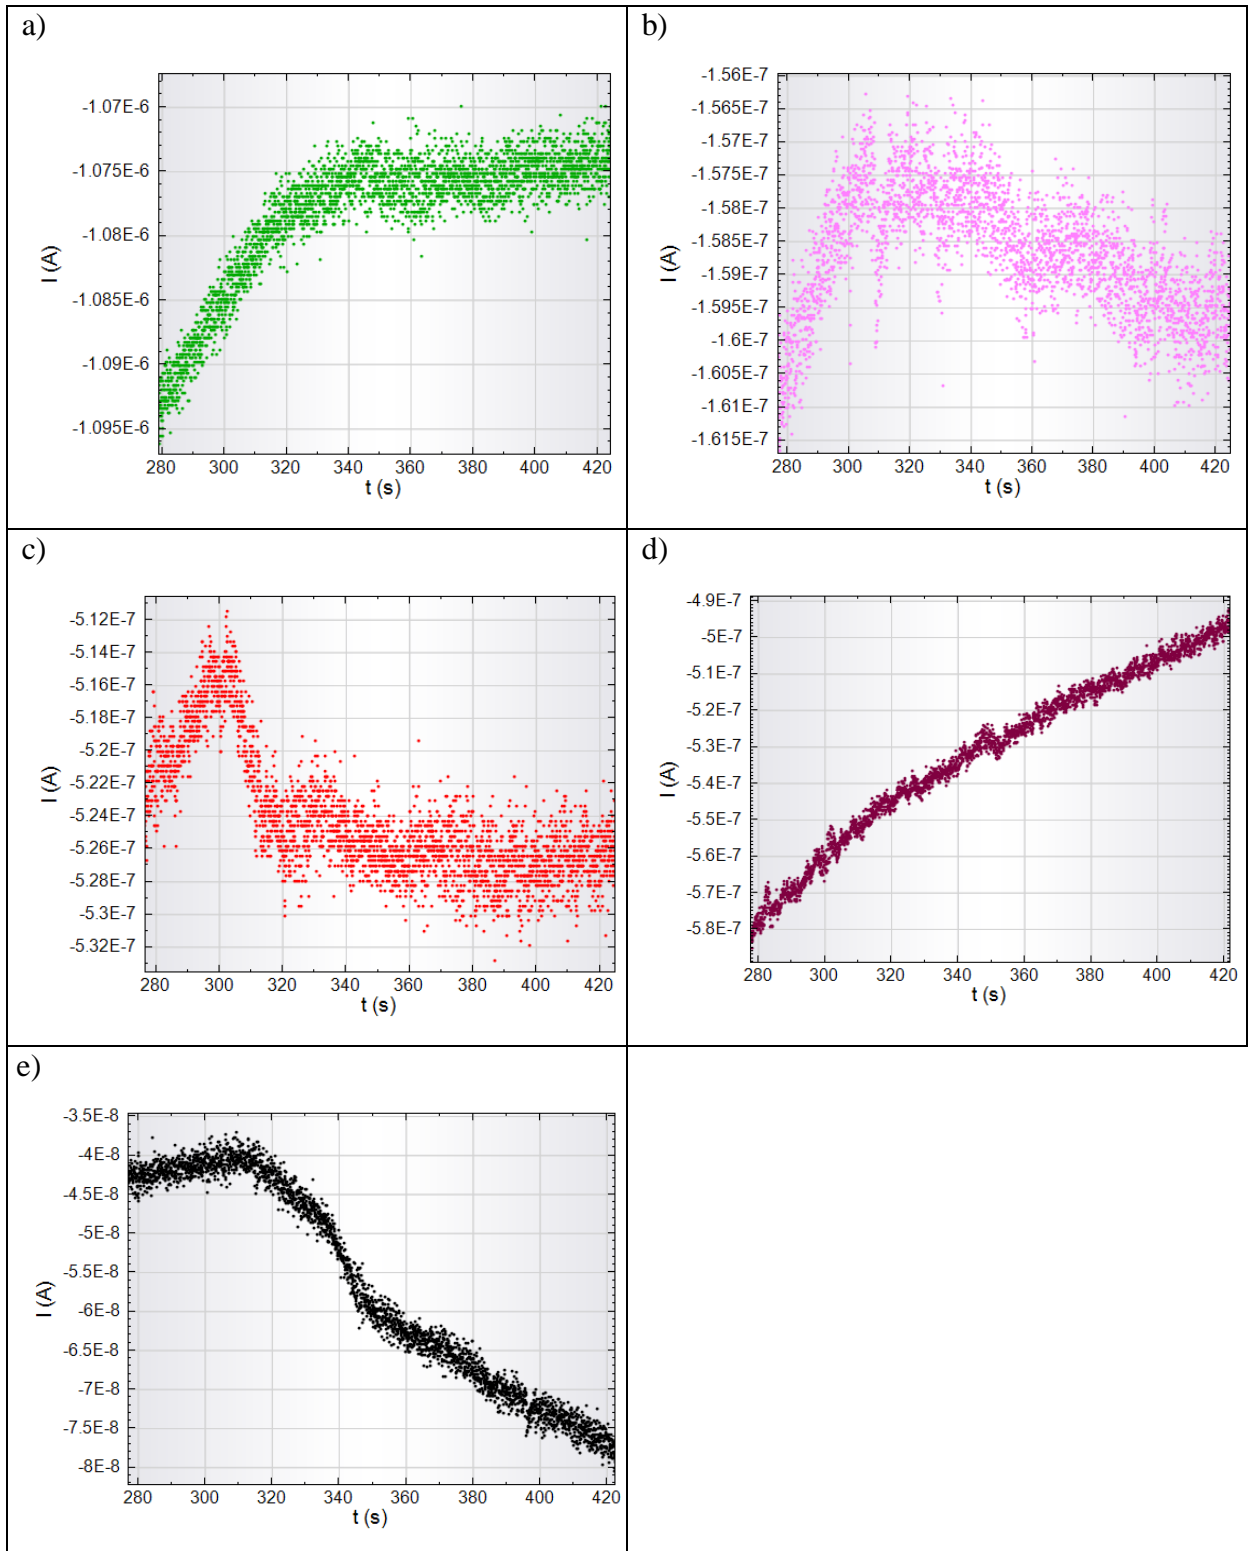 a)
-1.07E-6
-1.075E-6
-1.08E-6
-1.085E-6
-1.09E-6
-1.095E-6
I (A)
280 300 320 340 360 380 400 420
t (s)
b)
-1.56E-7
-1.565E-7
-1.57E-7
-1.575E-7
-1.58E-7
-1.585E-7
-1.59E-7
-1.595E-7
-1.6E-7
-1.605E-7
-1.61E-7
-1.615E-7
I (A)
280 300 320 340 360 380 400 420
t (s)
c)
-5.12E-7
-5.14E-7
-5.16E-7
-5.18E-7
-5.2E-7
-5.22E-7
-5.24E-7
-5.26E-7
-5.28E-7
-5.3E-7
-5.32E-7
I (A)
280 300 320 340 360 380 400 420
t (s)
d)
-4.9E-7
-5E-7
-5.1E-7
-5.2E-7
-5.3E-7
-5.4E-7
-5.5E-7
-5.6E-7
-5.7E-7
-5.8E-7
I (A)
280 300 320 340 360 380 400 420
t (s)
e)
-3.5E-8
-4E-8
-4.5E-8
-5E-8
-5.5E-8
-6E-8
-6.5E-8
-7E-8
-7.5E-8
-8E-8
I (A)
280 300 320 340 360 380 400 420
t (s)